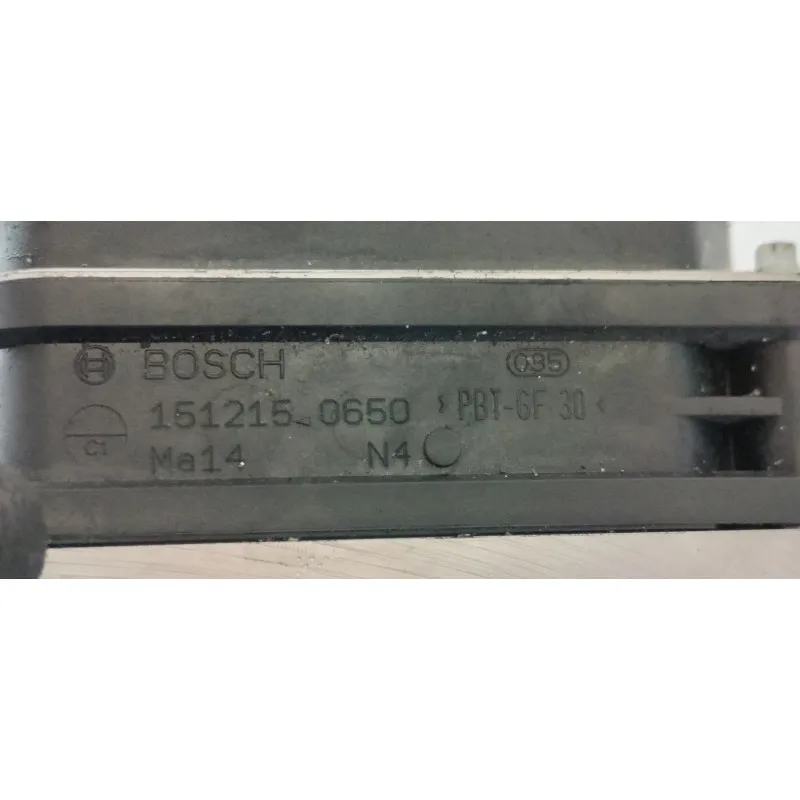 BOSCH 035
151215 0650 >PBT-GF 30<
C1
Ma14 N4